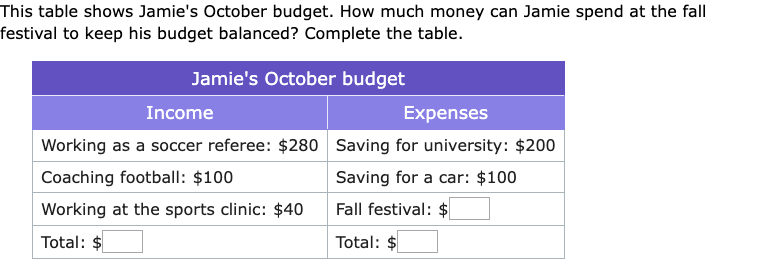 This table shows Jamie's October budget. How much money can Jamie spend at the fall
festival to keep his budget balanced? Complete the table.
Jamie's October budget
Income Expenses
Working as a soccer referee: $280 Saving for university: $200
Coaching football: $100 Saving for a car: $100
Working at the sports clinic: $40 Fall festival: $
Total: $ Total: $